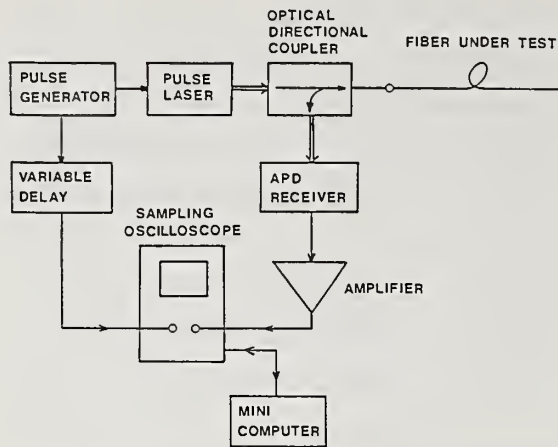 OPTICAL
DIRECTIONAL
COUPLER
FIBER UNDER TEST
PULSE
GENERATOR
PULSE
LASER
VARIABLE
DELAY
APD
RECEIVER
SAMPLING
OSCILLOSCOPE
AMPLIFIER
MINI
COMPUTER